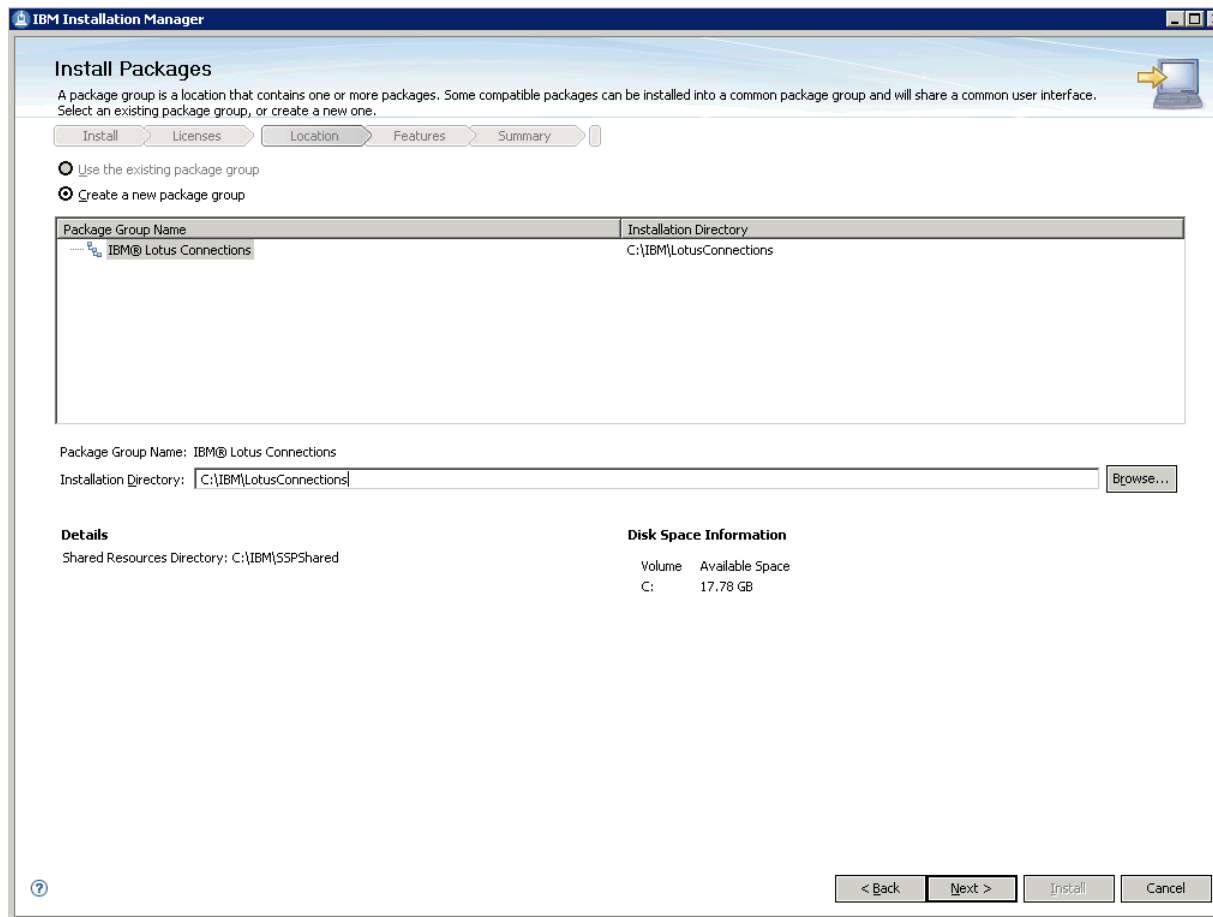 IBM Installation Manager
Install Packages
A package group is a location that contains one or more packages. Some compatible packages can be installed into a common package group and will share a common user interface.
Select an existing package group, or create a new one.
Install Licenses Location Features Summary
Use the existing package group
Create a new package group
Package Group Name Installation Directory
IBM® Lotus Connections C:\IBM\LotusConnections
Package Group Name: IBM® Lotus Connections
Installation Directory: C:\IBM\LotusConnections Browse...
Details Disk Space Information
Shared Resources Directory: C:\IBM\SSPShared
Volume Available Space
C: 17.78 GB
? < Back Next > Install Cancel